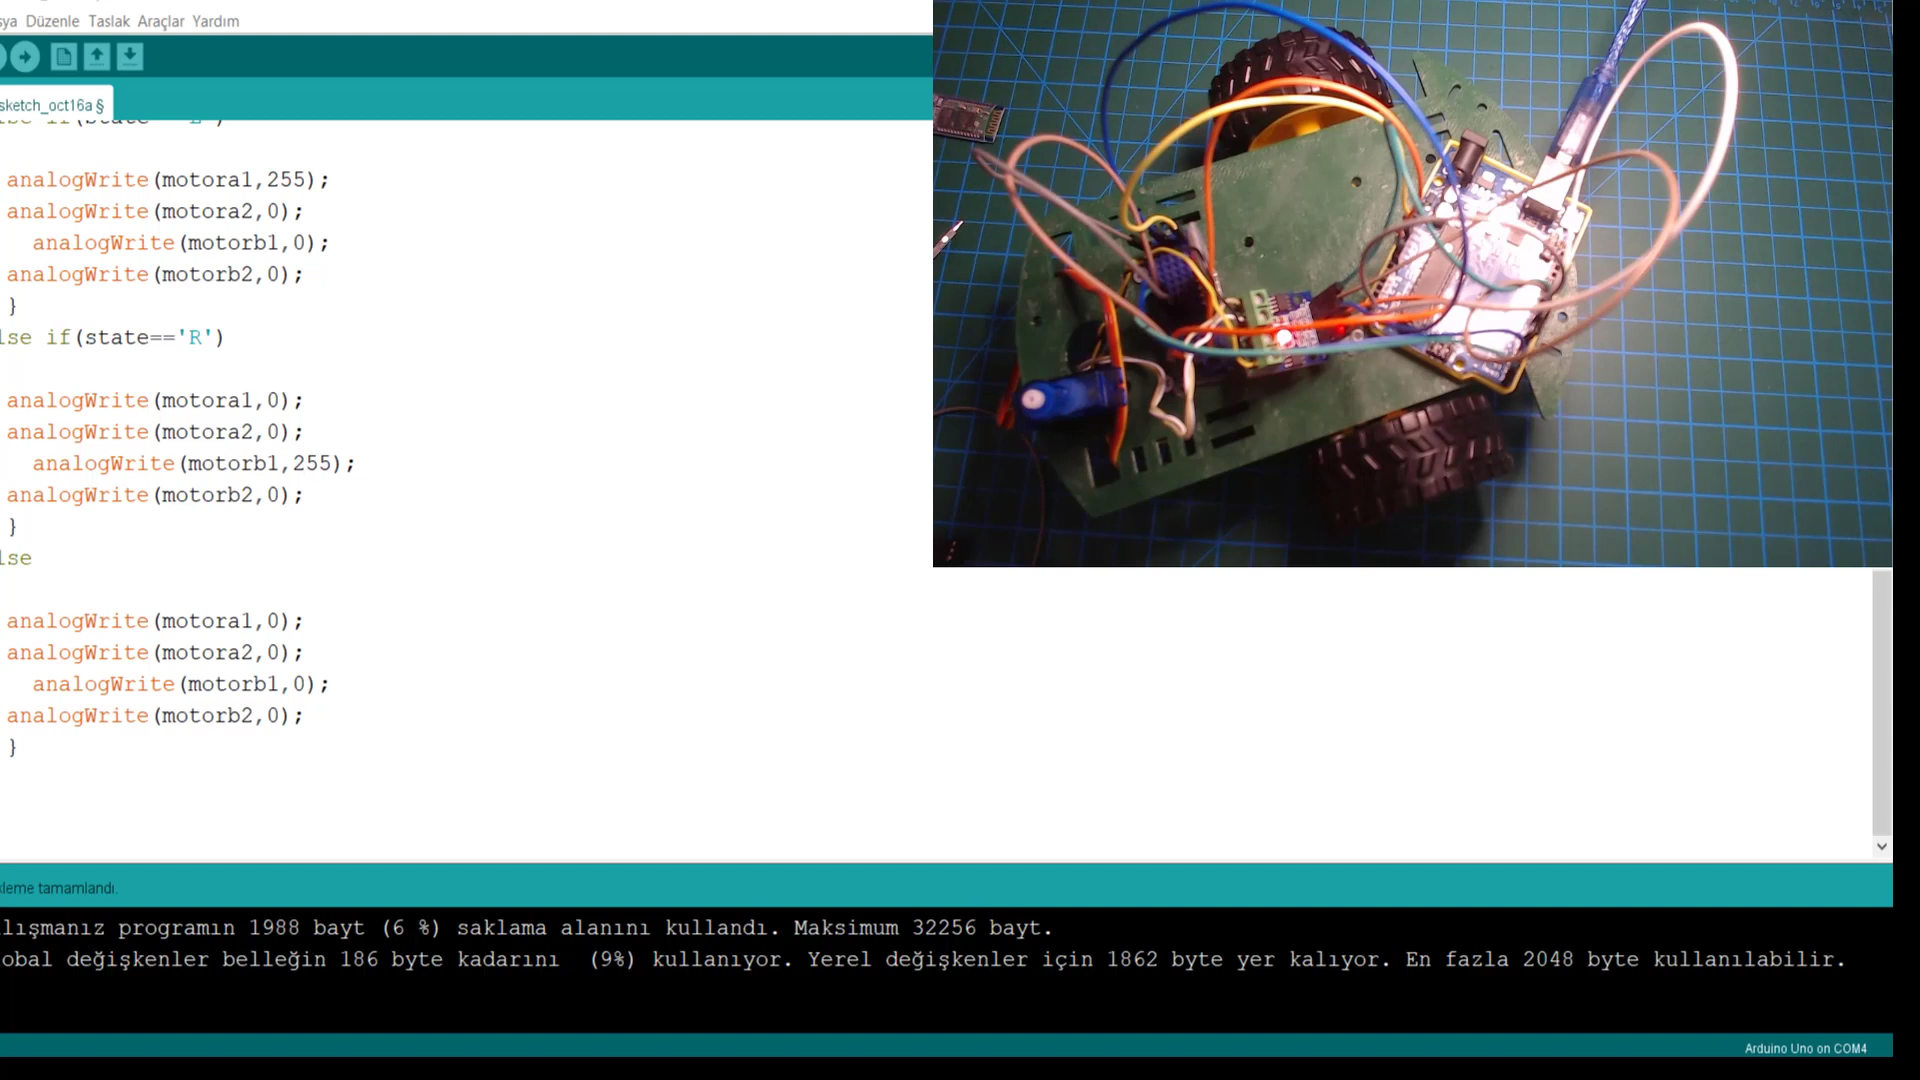 Düzenle Taslak Araçlar Yardım
sketch_oct16a §
analogWrite(motora1,255);
analogWrite(motora2,0);
analogWrite(motorb1,0);
analogWrite(motorb2,0);
}
if(state=='R')
analogWrite(motora1,0);
analogWrite(motora2,0);
analogWrite(motorb1,255);
analogWrite(motorb2,0);
}
lse
analogWrite(motora1,0);
analogWrite(motora2,0);
analogWrite(motorb1,0);
analogWrite(motorb2,0);
}
leme tamamlandı.
lışmanız programın 1988 bayt (6 %) saklama alanını kullandı. Maksimum 32256 bayt.
obal değişkenler belleğin 186 byte kadarını (9%) kullanıyor. Yerel değişkenler için 1862 byte yer kalıyor. En fazla 2048 byte kullanılabilir.
Arduino Uno on COM4